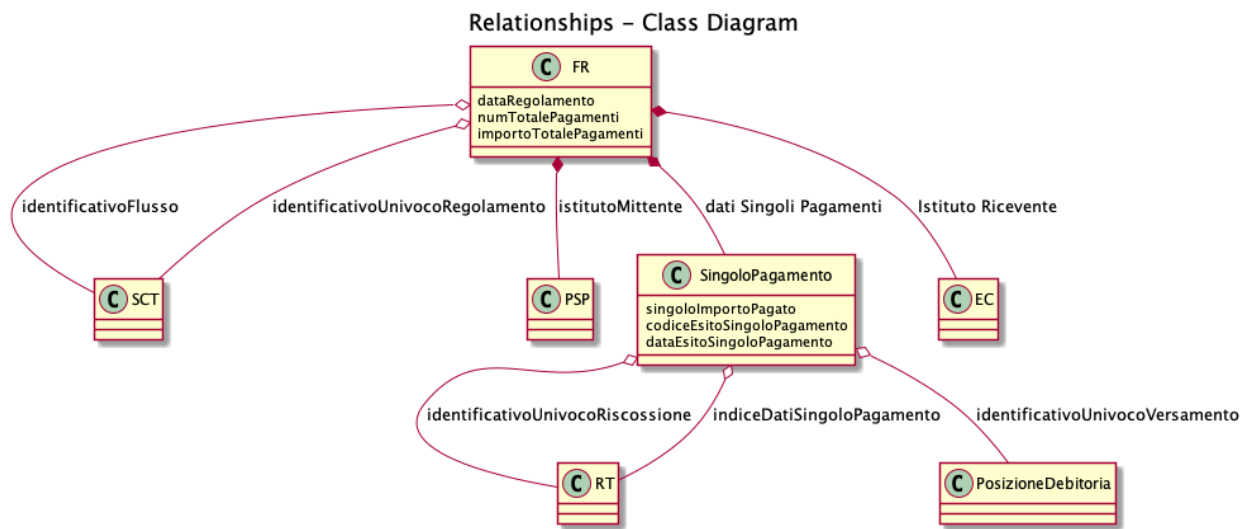 Relationships - Class Diagram
C FR
dataRegolamento
numTotalePagamenti
importoTotalePagamenti
identificativoFlusso
identificativoUnivocoRegolamento
istitutoMittente
dati Singoli Pagamenti
Istituto Ricevente
C SCT
C PSP
C SingoloPagamento
singoloImportoPagato
codiceEsitoSingoloPagamento
dataEsitoSingoloPagamento
C EC
identificativoUnivocoRiscossione
indiceDatiSingoloPagamento
identificativoUnivocoVersamento
C RT
C PosizioneDebitoria